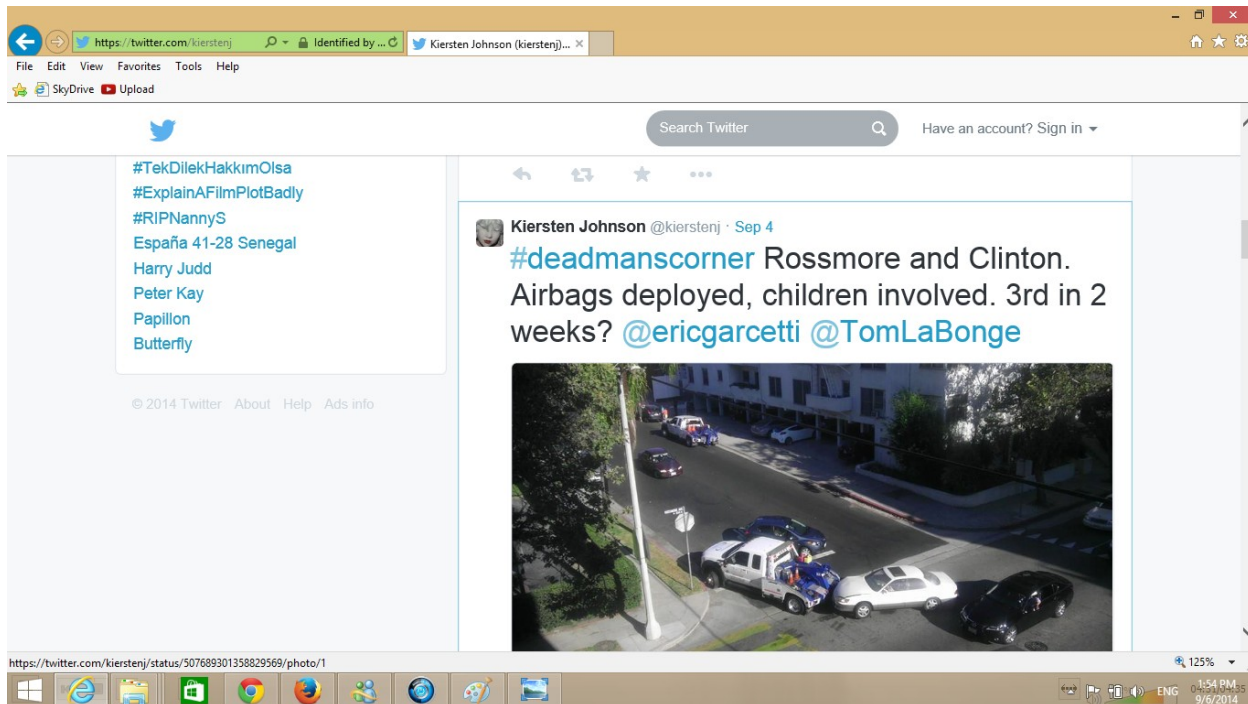 https://twitter.com/kierstenj
Identified by ...
Kiersten Johnson (kierstenj)...
File Edit View Favorites Tools Help
SkyDrive Upload
Search Twitter
Have an account? Sign in
#TekDilekHakkımOlsa
#ExplainAFilmPlotBadly
#RIPNannyS
España 41-28 Senegal
Harry Judd
Peter Kay
Papillon
Butterfly
© 2014 Twitter About Help Ads info
Kiersten Johnson @kierstenj · Sep 4
#deadmanscorner Rossmore and Clinton.
Airbags deployed, children involved. 3rd in 2
weeks? @ericgarcetti @TomLaBonge
https://twitter.com/kierstenj/status/507689301358829569/photo/1
125%
ENG
1:54 PM
9/6/2014